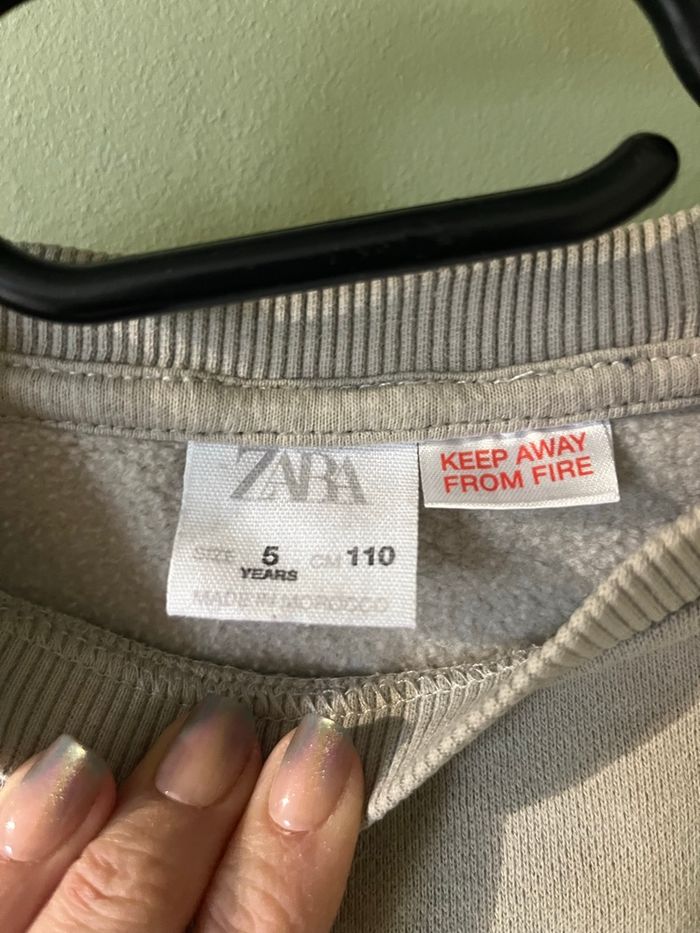 ZARA
SIZE 5 CM 110
YEARS
MADE IN MOROCCO
KEEP AWAY
FROM FIRE